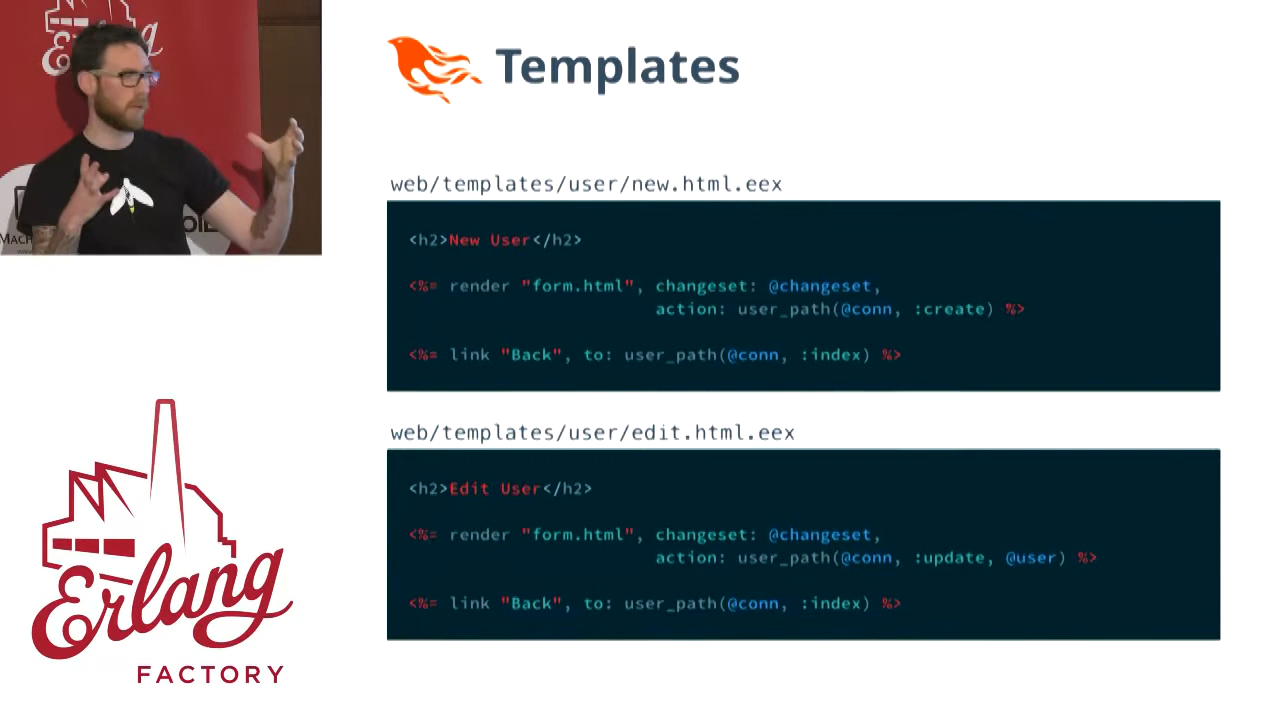 Templates
web/templates/user/new.html.eex
<h2>New User</h2>
<%= render "form.html", changeset: @changeset,
action: user_path(@conn, :create) %>
<%= link "Back", to: user_path(@conn, :index) %>
web/templates/user/edit.html.eex
<h2>Edit User</h2>
<%= render "form.html", changeset: @changeset,
action: user_path(@conn, :update, @user) %>
<%= link "Back", to: user_path(@conn, :index) %>
Erlang
FACTORY